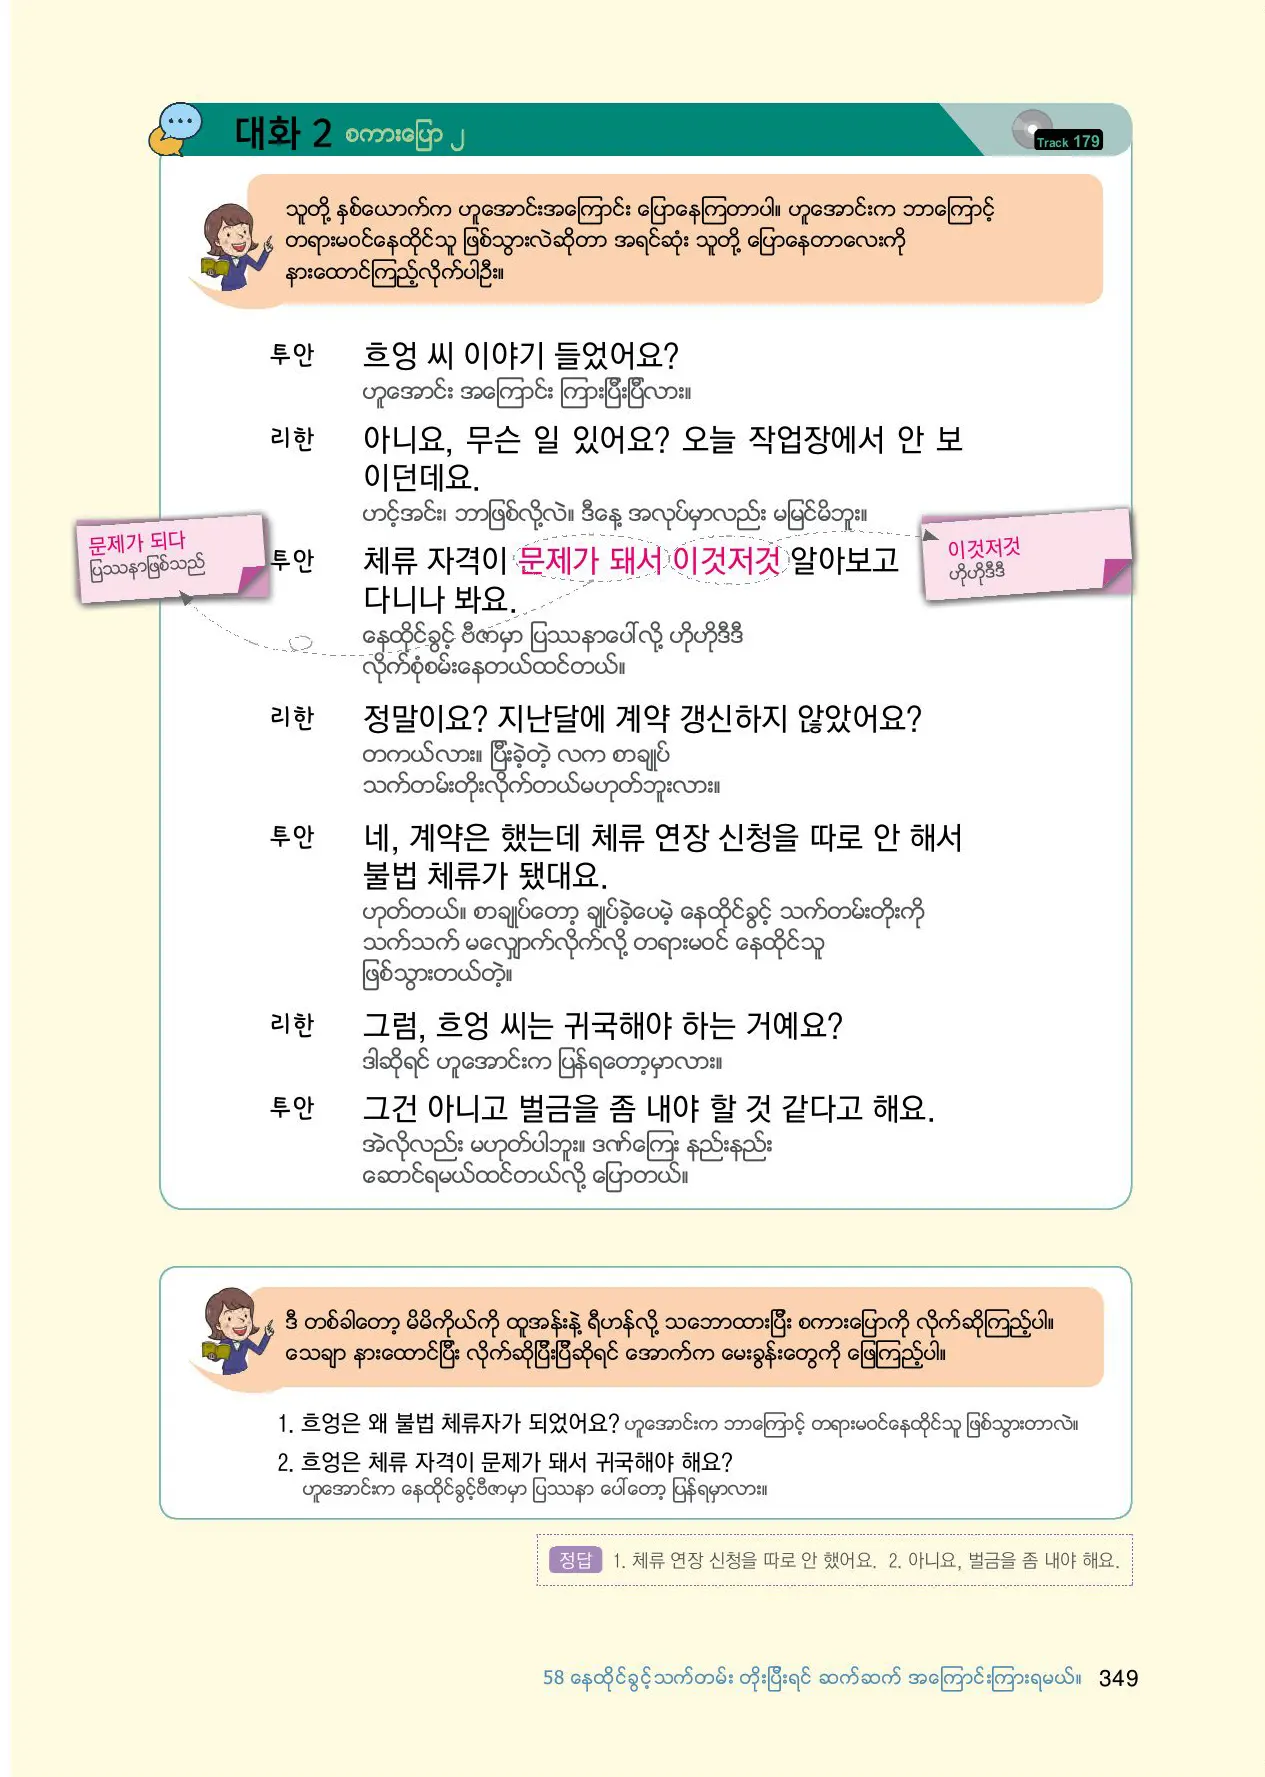 대화 2 စကားပြော ၂
Track 179
သူတို့ နှစ်ယောက်က ဟူအောင်းအကြောင်း ပြောနေကြတာပါ။ ဟူအောင်းက ဘာကြောင့်
တရားမဝင်နေထိုင်သူ ဖြစ်သွားလဲဆိုတာ အရင်ဆုံး သူတို့ ပြောနေတာလေးကို
နားထောင်ကြည့်လိုက်ပါဦး။
투안 흐엉 씨 이야기 들었어요?
ဟူအောင်း အကြောင်း ကြားပြီးပြီလား။
리한 아니요, 무슨 일 있어요? 오늘 작업장에서 안 보
이던데요.
ဟင့်အင်း၊ ဘာဖြစ်လို့လဲ။ ဒီနေ့ အလုပ်မှာလည်း မမြင်မိဘူး။
문제가 되다
ပြဿနာဖြစ်သည်
투안 체류 자격이 문제가 돼서 이것저것 알아보고
다니나 봐요.
နေထိုင်ခွင့် ဗီဇာမှာ ပြဿနာပေါ်လို့ ဟိုဟိုဒီဒီ
လိုက်စုံစမ်းနေတယ်ထင်တယ်။
이것저것
ဟိုဟိုဒီဒီ
리한 정말이요? 지난달에 계약 갱신하지 않았어요?
တကယ်လား။ ပြီးခဲ့တဲ့ လက စာချုပ်
သက်တမ်းတိုးလိုက်တယ်မဟုတ်ဘူးလား။
투안 네, 계약은 했는데 체류 연장 신청을 따로 안 해서
불법 체류가 됐대요.
ဟုတ်တယ်။ စာချုပ်တော့ ချုပ်ခဲ့ပေမဲ့ နေထိုင်ခွင့် သက်တမ်းတိုးကို
သက်သက် မလျှောက်လိုက်လို့ တရားမဝင် နေထိုင်သူ
ဖြစ်သွားတယ်တဲ့။
리한 그럼, 흐엉 씨는 귀국해야 하는 거예요?
ဒါဆိုရင် ဟူအောင်းက ပြန်ရတော့မှာလား။
투안 그건 아니고 벌금을 좀 내야 할 것 같다고 해요.
အဲလိုလည်း မဟုတ်ပါဘူး။ ဒဏ်ကြေး နည်းနည်း
ဆောင်ရမယ်ထင်တယ်လို့ ပြောတယ်။
ဒီ တစ်ခါတော့ မိမိကိုယ်ကို ထူအန်းနဲ့ ရီဟန်လို့ သဘောထားပြီး စကားပြောကို လိုက်ဆိုကြည့်ပါ။
သေချာ နားထောင်ပြီး လိုက်ဆိုပြီးပြီဆိုရင် အောက်က မေးခွန်းတွေကို ဖြေကြည့်ပါ။
1. 흐엉은 왜 불법 체류자가 되었어요? ဟူအောင်းက ဘာကြောင့် တရားမဝင်နေထိုင်သူ ဖြစ်သွားတာလဲ။
2. 흐엉은 체류 자격이 문제가 돼서 귀국해야 해요?
ဟူအောင်းက နေထိုင်ခွင့်ဗီဇာမှာ ပြဿနာ ပေါ်တော့ ပြန်ရမှာလား။
정답 1. 체류 연장 신청을 따로 안 했어요. 2. 아니요, 벌금을 좀 내야 해요.
58 နေထိုင်ခွင့်သက်တမ်း တိုးပြီးရင် ဆက်ဆက် အကြောင်းကြားရမယ်။ 349